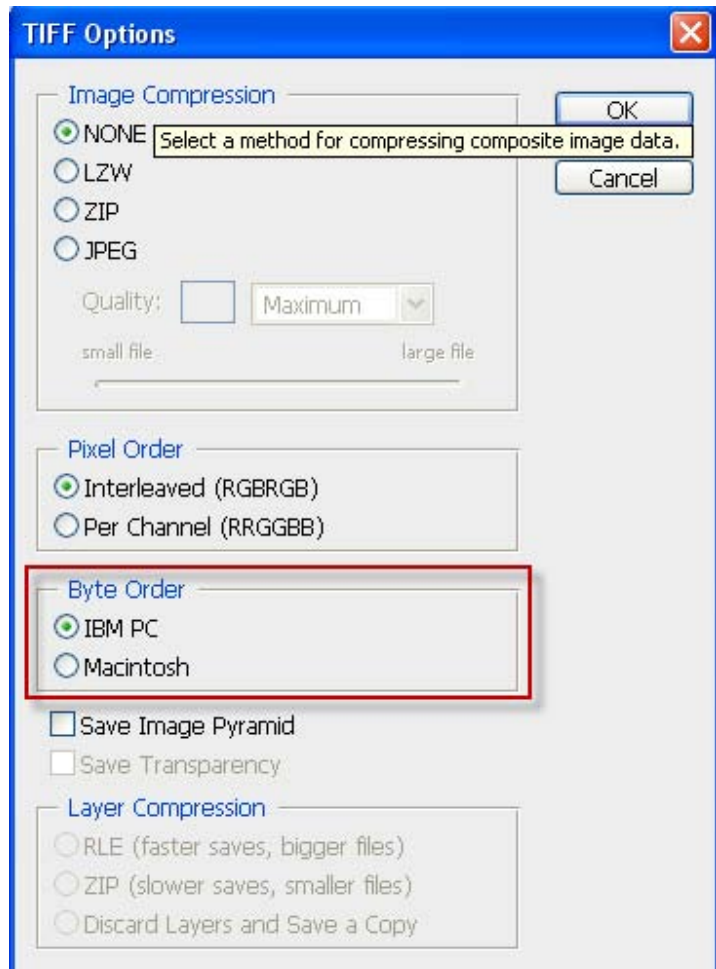 TIFF Options
Image Compression
NONE
Select a method for compressing composite image data.
LZW
ZIP
JPEG
Quality:
Maximum
small file
large file
OK
Cancel
Pixel Order
Interleaved (RGBRGB)
Per Channel (RRGGBB)
Byte Order
IBM PC
Macintosh
Save Image Pyramid
Save Transparency
Layer Compression
RLE (faster saves, bigger files)
ZIP (slower saves, smaller files)
Discard Layers and Save a Copy